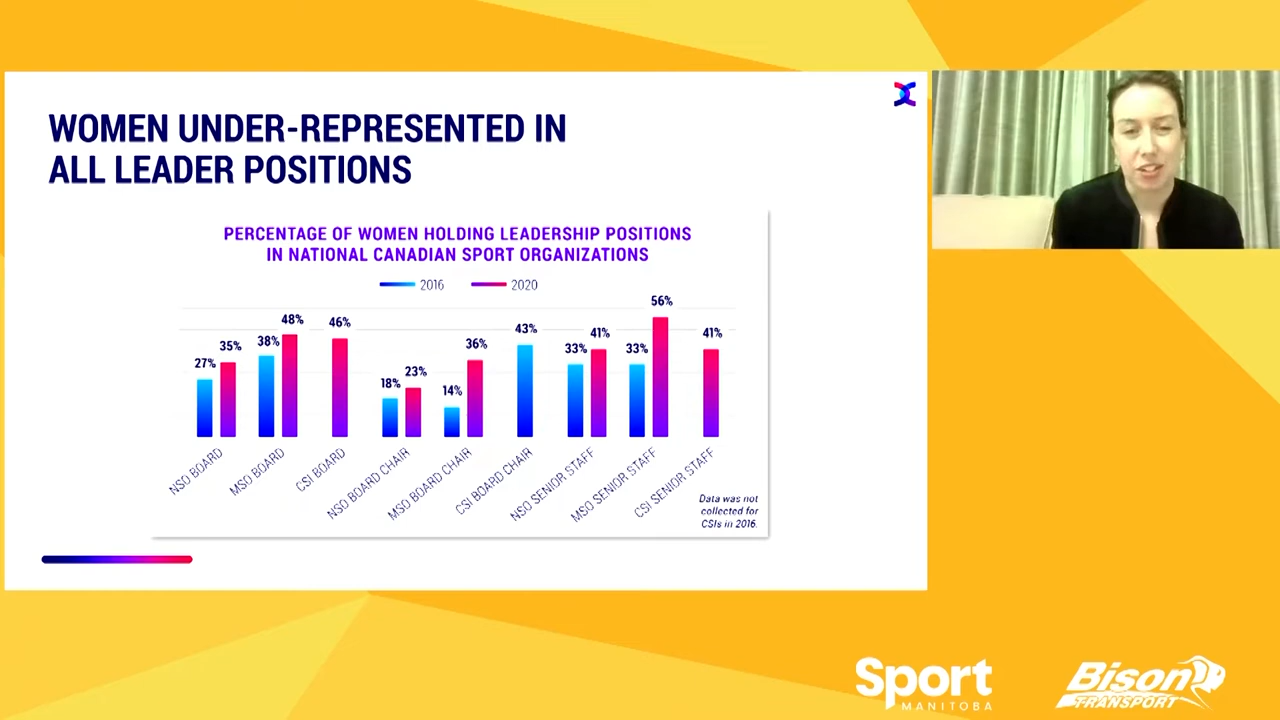 WOMEN UNDER-REPRESENTED IN
ALL LEADER POSITIONS
PERCENTAGE OF WOMEN HOLDING LEADERSHIP POSITIONS
IN NATIONAL CANADIAN SPORT ORGANIZATIONS
2016 2020
27% 35% 38% 48% 46% 18% 23% 14% 36% 43% 33% 41% 33% 56% 41%
NSO BOARD
MSO BOARD
CSI BOARD
NSO BOARD CHAIR
MSO BOARD CHAIR
CSI BOARD CHAIR
NSO SENIOR STAFF
MSO SENIOR STAFF
CSI SENIOR STAFF
Data was not
collected for
CSIs in 2016.
Sport
MANITOBA
Bison
TRANSPORT